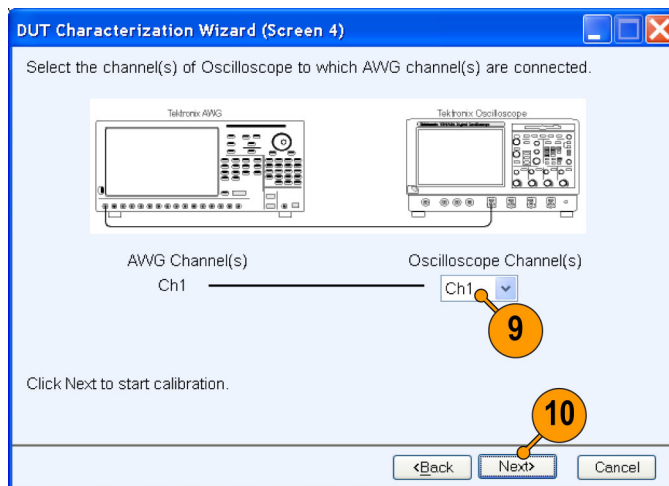 DUT Characterization Wizard (Screen 4)
Select the channel(s) of Oscilloscope to which AWG channel(s) are connected.
Tektronix AWG
Tektronix Oscilloscope
AWG Channel(s)
Oscilloscope Channel(s)
Ch1
Ch1
9
Click Next to start calibration.
10
<Back
Next>
Cancel